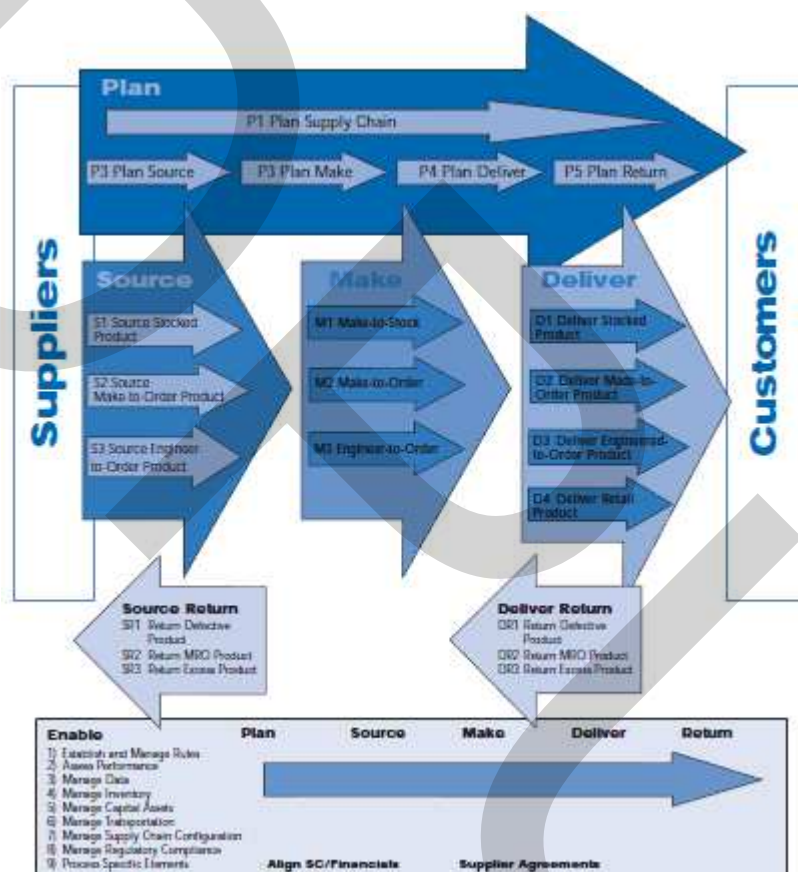 Plan
P1 Plan Supply Chain
P3 Plan Source
P3 Plan Make
P4 Plan Deliver
P5 Plan Return
Suppliers
Customers
Source
S1 Source Stocked
Product
S2 Source
Make-to-Order Product
S3 Source Engineer
to-Order Product
Make
M1 Make-to-Stock
M2 Make-to-Order
M3 Engineer-to-Order
Deliver
D1 Deliver Stocked
Product
D2 Deliver Made-to-
Order Product
D3 Deliver Engineered-
to-Order Product
D4 Deliver Retail
Product
Source Return
SR1 Return Defective
Product
SR2 Return MRO Product
SR3 Return Excess Product
Deliver Return
DR1 Return Defective
Product
DR2 Return MRO Product
DR3 Return Excess Product
Enable
Plan
Source
Make
Deliver
Return
1) Establish and Manage Rules
2) Assess Performance
3) Manage Data
4) Manage Inventory
5) Manage Capital Assets
6) Manage Transportation
7) Manage Supply Chain Configuration
8) Manage Regulatory Compliance
9) Process Specific Elements
Align SC/Financials
Supplier Agreements